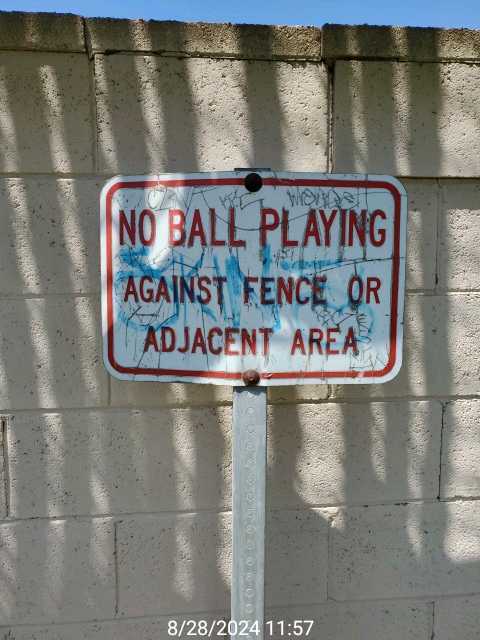 NO BALL PLAYING
AGAINST FENCE OR
ADJACENT AREA
8/28/2024 11:57